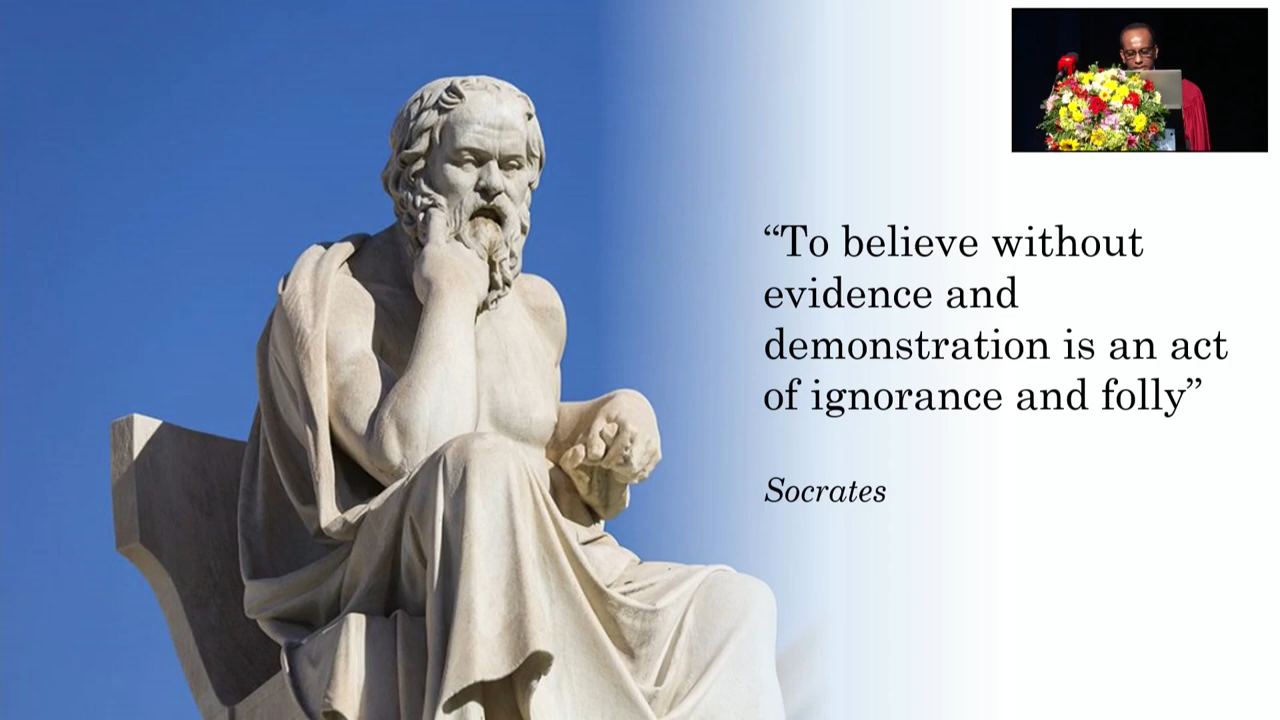 “To believe without
evidence and
demonstration is an act
of ignorance and folly”
Socrates